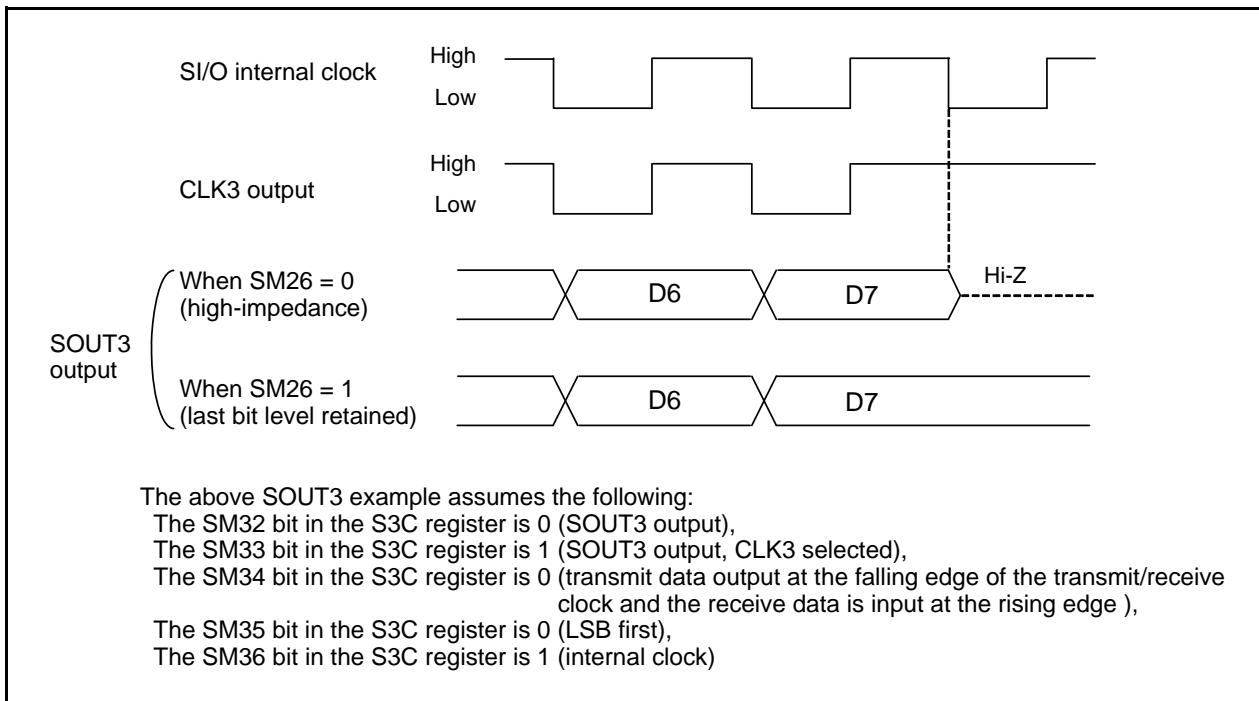 SI/O internal clock
High
Low
CLK3 output
High
Low
SOUT3
output
When SM26 = 0
(high-impedance)
D6
D7
Hi-Z
When SM26 = 1
(last bit level retained)
D6
D7
The above SOUT3 example assumes the following:
The SM32 bit in the S3C register is 0 (SOUT3 output),
The SM33 bit in the S3C register is 1 (SOUT3 output, CLK3 selected),
The SM34 bit in the S3C register is 0 (transmit data output at the falling edge of the transmit/receive
clock and the receive data is input at the rising edge ),
The SM35 bit in the S3C register is 0 (LSB first),
The SM36 bit in the S3C register is 1 (internal clock)